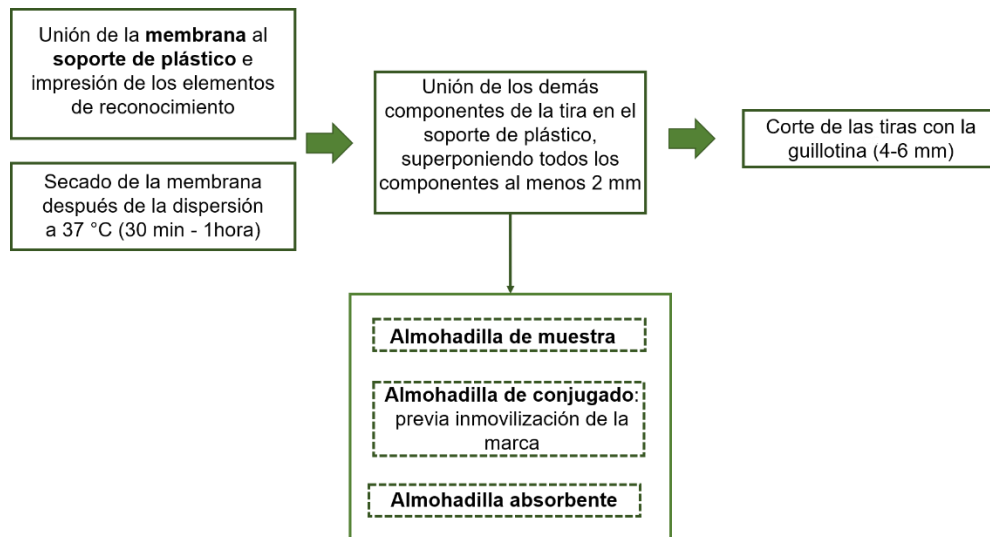 Unión de la membrana al
soporte de plástico e
impresión de los elementos
de reconocimiento
Secado de la membrana
después de la dispersión
a 37 °C (30 min - 1hora)
Unión de los demás
componentes de la tira en el
soporte de plástico,
superponiendo todos los
componentes al menos 2 mm
Corte de las tiras con la
guillotina (4-6 mm)
Almohadilla de muestra
Almohadilla de conjugado:
previa inmovilización de la
marca
Almohadilla absorbente